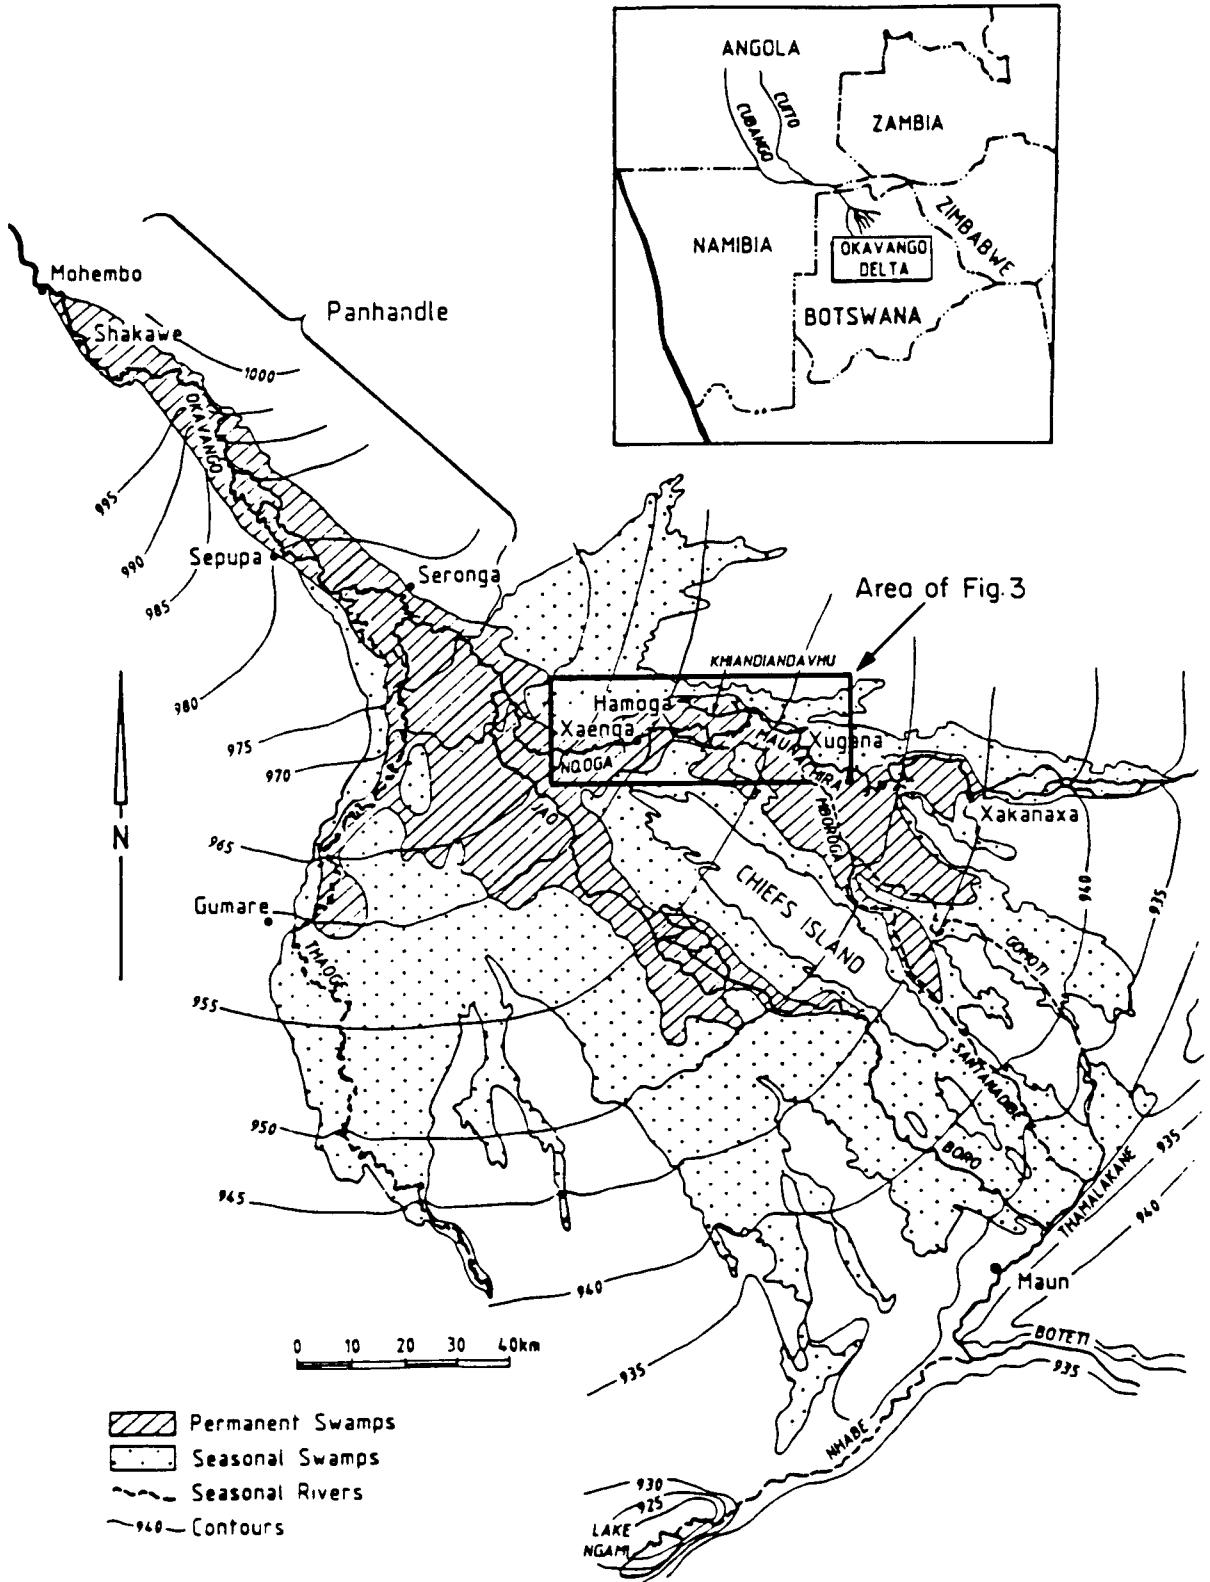 ANGOLA
CUITO
CUBANGO
ZAMBIA
ZIMBABWE
NAMIBIA
OKAVANGO
DELTA
BOTSWANA
Mohembo
Panhandle
Shakawe
1000
OKAVANGO
995
990
Sepupa
985
Seronga
Area of Fig. 3
980
KHIANDIANDAVHU
Hamoga
Xaenga
MAUNACHIRA
Xugana
975
NQOGA
970
JAO
MBOROGA
Xakanaxa
N
965
CHIEFS ISLAND
940
935
Gumare
THAOGE
GOMOTI
955
SANTANADIBE
950
BORO
935
THAMALAKANE
945
940
940
Maun
0 10 20 30 40km
BOTETI
935
935
Permanent Swamps
Seasonal Swamps
NHABE
Seasonal Rivers
930
925
940 Contours
LAKE
NGAMI